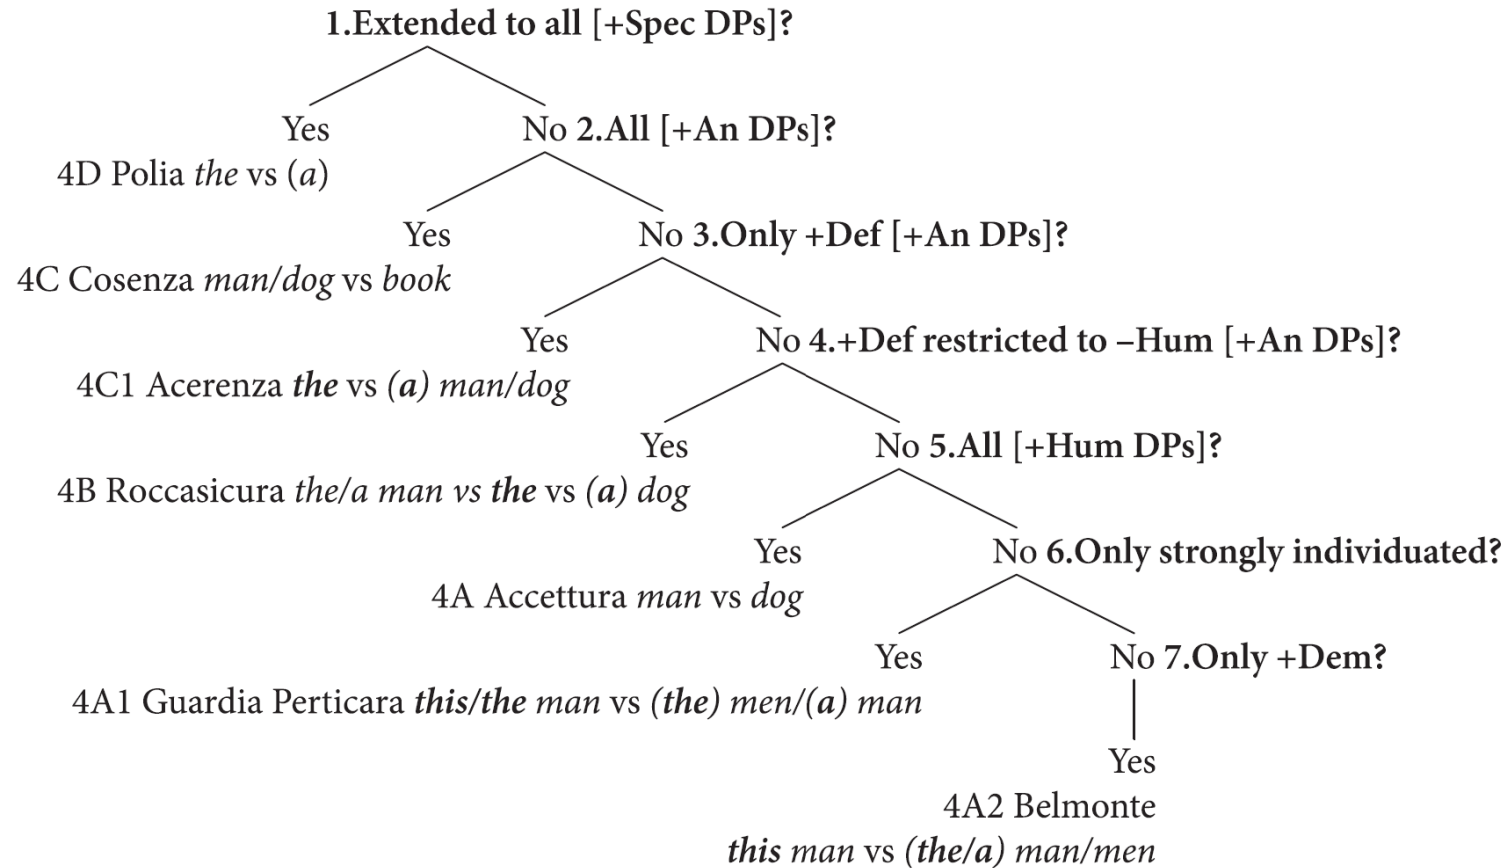 1.Extended to all [+Spec DPs]?
Yes
No 2.All [+An DPs]?
4D Polia the vs (a)
Yes
No 3.Only +Def [+An DPs]?
4C Cosenza man/dog vs book
Yes
No 4.+Def restricted to –Hum [+An DPs]?
4C1 Acerenza the vs (a) man/dog
Yes
No 5.All [+Hum DPs]?
4B Roccasicura the/a man vs the vs (a) dog
Yes
No 6.Only strongly individuated?
4A Accettura man vs dog
Yes
No 7.Only +Dem?
4A1 Guardia Perticara this/the man vs (the) men/(a) man
Yes
4A2 Belmonte
this man vs (the/a) man/men